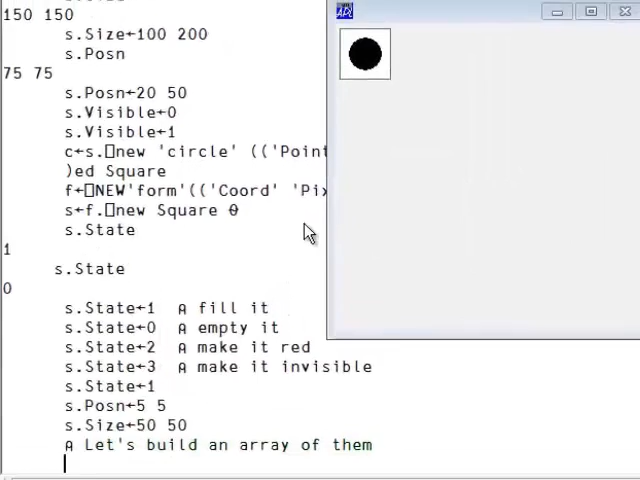 150 150
s.Size←100 200
s.Posn
75 75
s.Posn←20 50
s.Visible←0
s.Visible←1
c←s.⎕new 'circle' (('Point
)ed Square
f←⎕NEW'form'(('Coord' 'Pi
s←f.⎕new Square ⍬
s.State
1
s.State
0
s.State←1 ⍝ fill it
s.State←0 ⍝ empty it
s.State←2 ⍝ make it red
s.State←3 ⍝ make it invisible
s.State←1
s.Posn←5 5
s.Size←50 50
⍝ Let's build an array of them